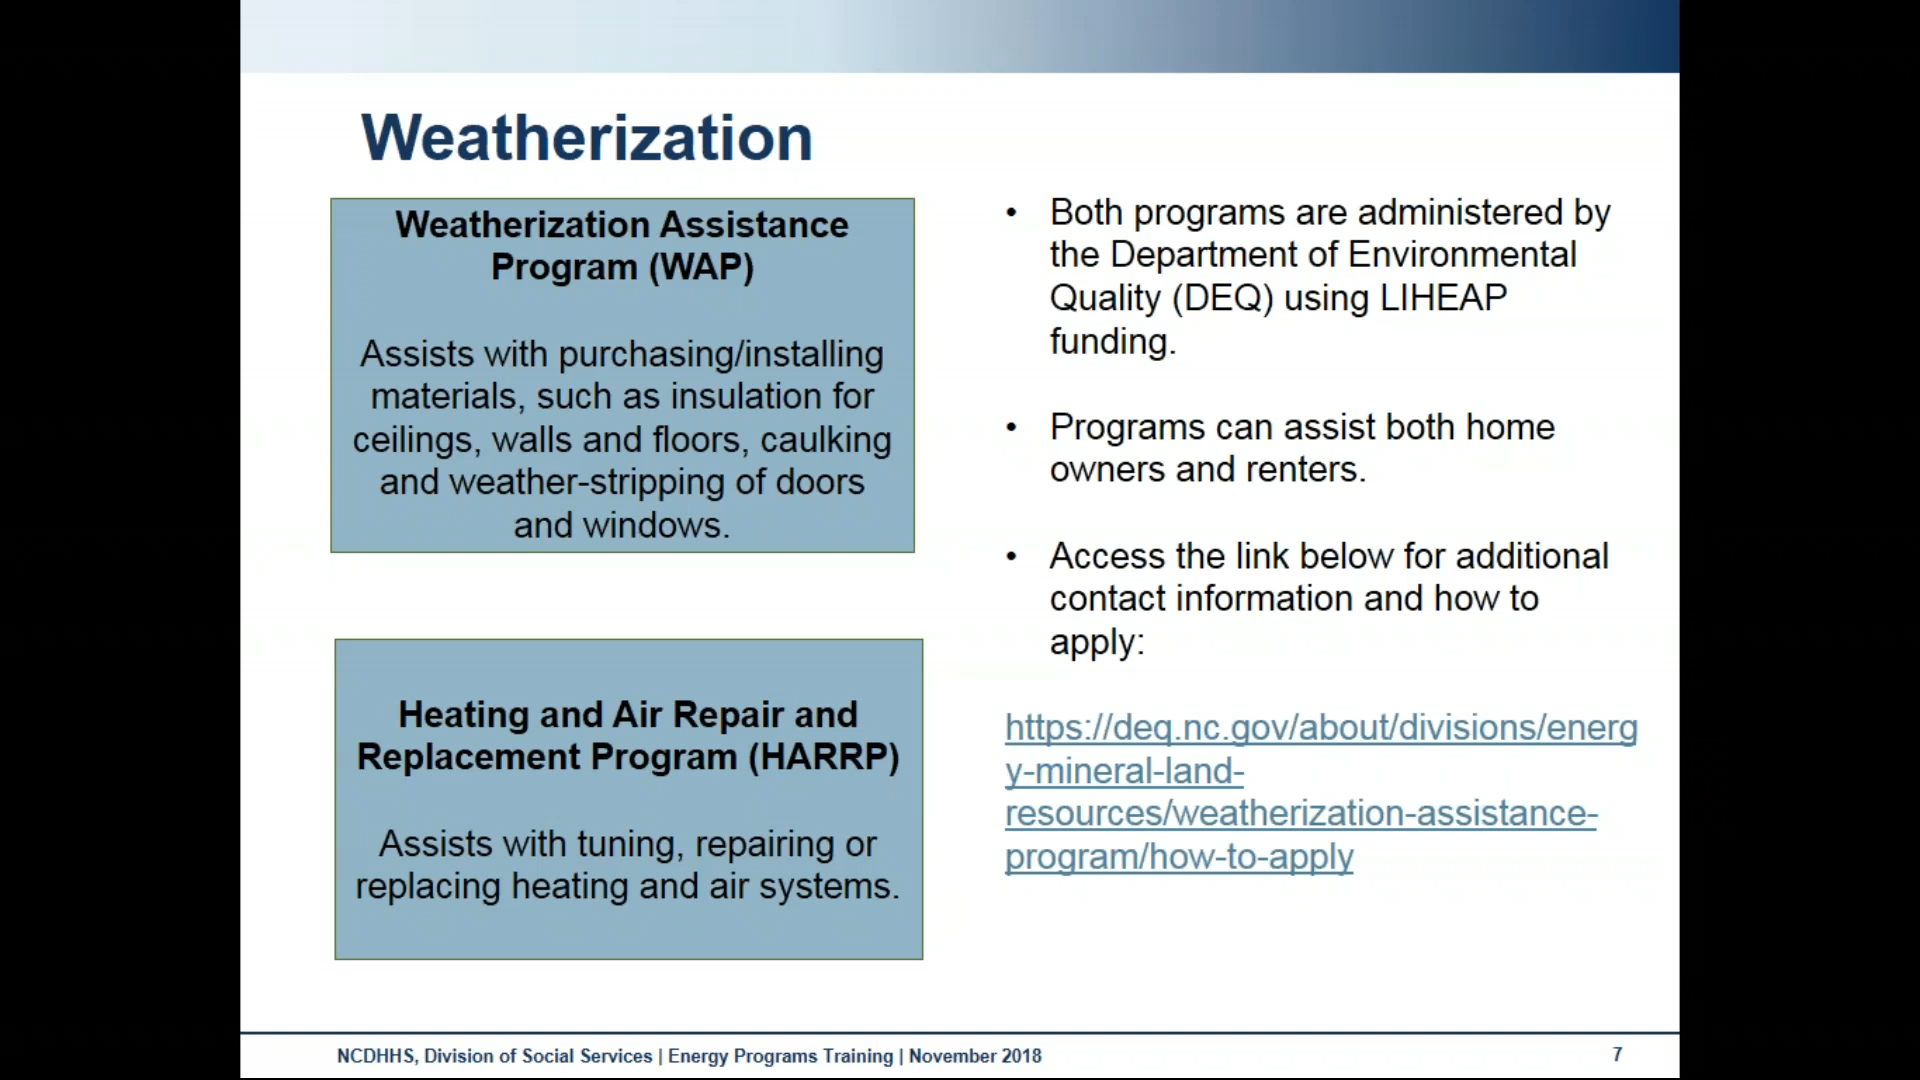 Weatherization
Weatherization Assistance
Program (WAP)
Assists with purchasing/installing
materials, such as insulation for
ceilings, walls and floors, caulking
and weather-stripping of doors
and windows.
Heating and Air Repair and
Replacement Program (HARRP)
Assists with tuning, repairing or
replacing heating and air systems.
• Both programs are administered by
the Department of Environmental
Quality (DEQ) using LIHEAP
funding.
• Programs can assist both home
owners and renters.
• Access the link below for additional
contact information and how to
apply:
https://deq.nc.gov/about/divisions/energ
y-mineral-land-
resources/weatherization-assistance-
program/how-to-apply
NCDHHS, Division of Social Services | Energy Programs Training | November 2018
7